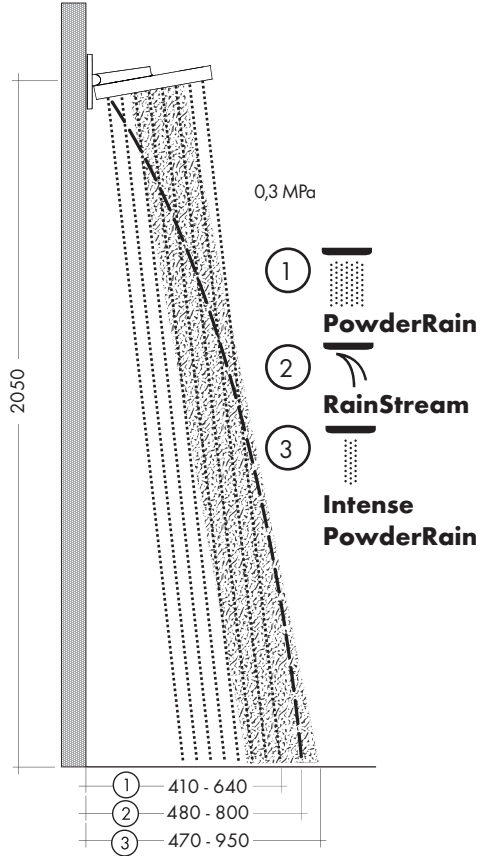 0,3 MPa
1
PowderRain
2
RainStream
3
Intense
PowderRain
2050
1 410 - 640
2 480 - 800
3 470 - 950